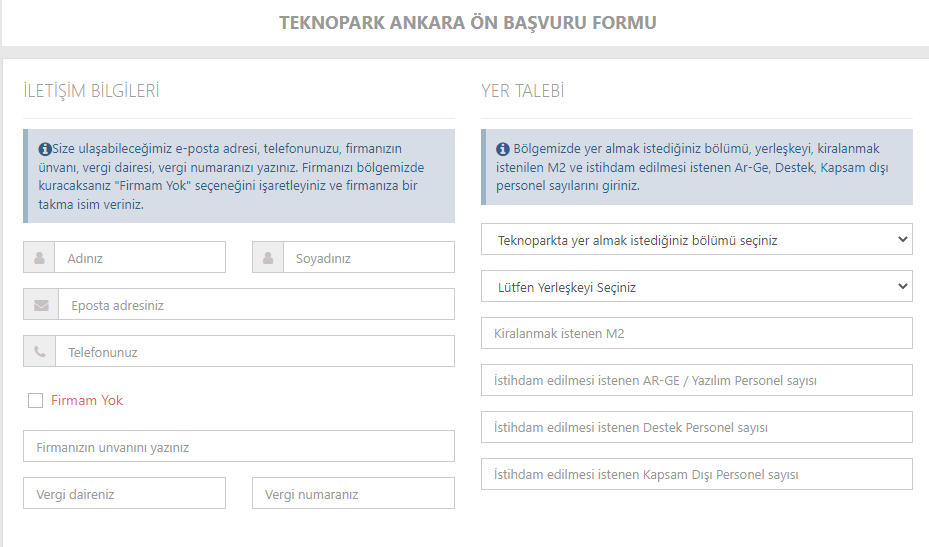 TEKNOPARK ANKARA ÖN BAŞVURU FORMU
İLETİŞİM BİLGİLERİ
Size ulaşabileceğimiz e-posta adresi, telefonunuzu, firmanızın
ünvanı, vergi dairesi, vergi numaranızı yazınız. Firmanızı bölgemizde
kuracaksanız "Firmam Yok" seçeneğini işaretleyiniz ve firmanıza bir
takma isim veriniz.
Adınız
Soyadınız
Eposta adresiniz
Telefonunuz
Firmam Yok
Firmanızın unvanını yazınız
Vergi daireniz
Vergi numaranız
YER TALEBİ
Bölgemizde yer almak istediğiniz bölümü, yerleşkeyi, kiralanmak
istenilen M2 ve istihdam edilmesi istenen Ar-Ge, Destek, Kapsam dışı
personel sayılarını giriniz.
Teknoparkta yer almak istediğiniz bölümü seçiniz
Lütfen Yerleşkeyi Seçiniz
Kiralanmak istenen M2
İstihdam edilmesi istenen AR-GE / Yazılım Personel sayısı
İstihdam edilmesi istenen Destek Personel sayısı
İstihdam edilmesi istenen Kapsam Dışı Personel sayısı